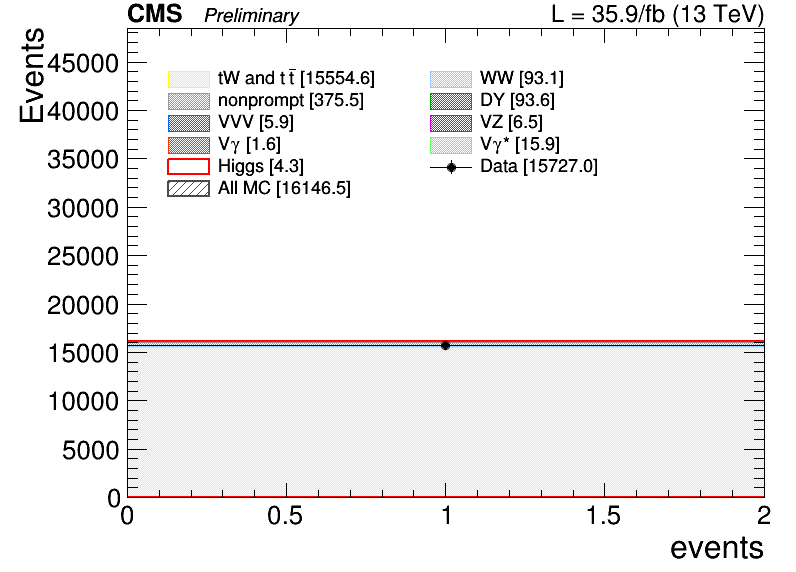 CMS Preliminary L = 35.9/fb (13 TeV)
Events
45000
40000
35000
30000
25000
20000
15000
10000
5000
0
tW and t t̄ [15554.6] WW [93.1]
nonprompt [375.5] DY [93.6]
VVV [5.9] VZ [6.5]
Vγ [1.6] Vγ* [15.9]
Higgs [4.3] Data [15727.0]
All MC [16146.5]
0 0.5 1 1.5 2
events